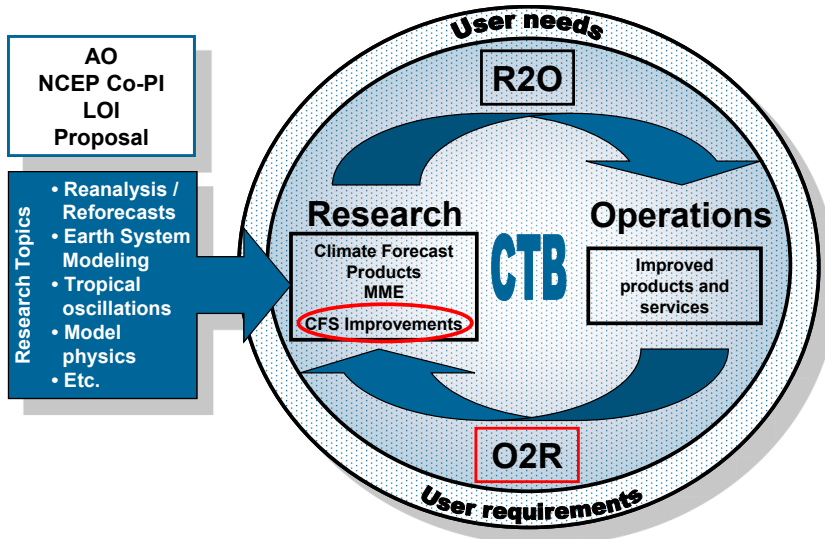 User needs
AO
NCEP Co-PI
LOI
Proposal
R2O
Research Topics
• Reanalysis /
Reforecasts
• Earth System
Modeling
• Tropical
oscillations
• Model
physics
• Etc.
Research
Climate Forecast
Products
MME
CFS Improvements
CTB
Operations
Improved
products and
services
O2R
User requirements